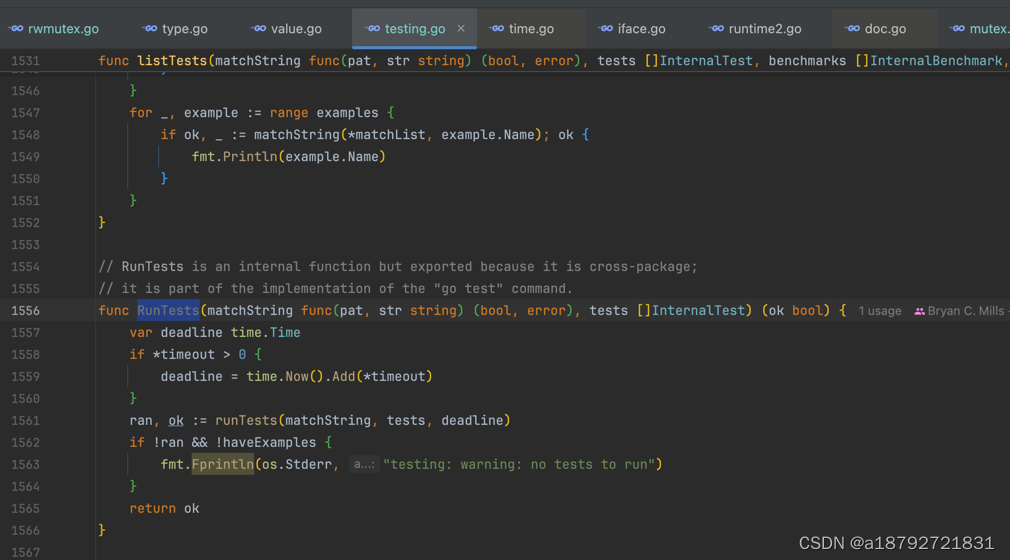 rwmutex.go type.go value.go testing.go × time.go iface.go runtime2.go doc.go mutex.
1531 func listTests(matchString func(pat, str string) (bool, error), tests []InternalTest, benchmarks []InternalBenchmark,
1546 }
1547 for _, example := range examples {
1548 if ok, _ := matchString(*matchList, example.Name); ok {
1549 fmt.Println(example.Name)
1550 }
1551 }
1552 }
1553
1554 // RunTests is an internal function but exported because it is cross-package;
1555 // it is part of the implementation of the "go test" command.
1556 func RunTests(matchString func(pat, str string) (bool, error), tests []InternalTest) (ok bool) { 1 usage Bryan C. Mills
1557 var deadline time.Time
1558 if *timeout > 0 {
1559 deadline = time.Now().Add(*timeout)
1560 }
1561 ran, ok := runTests(matchString, tests, deadline)
1562 if !ran && !haveExamples {
1563 fmt.Fprintln(os.Stderr, a...: "testing: warning: no tests to run")
1564 }
1565 return ok
1566 }
1567
CSDN @a18792721831